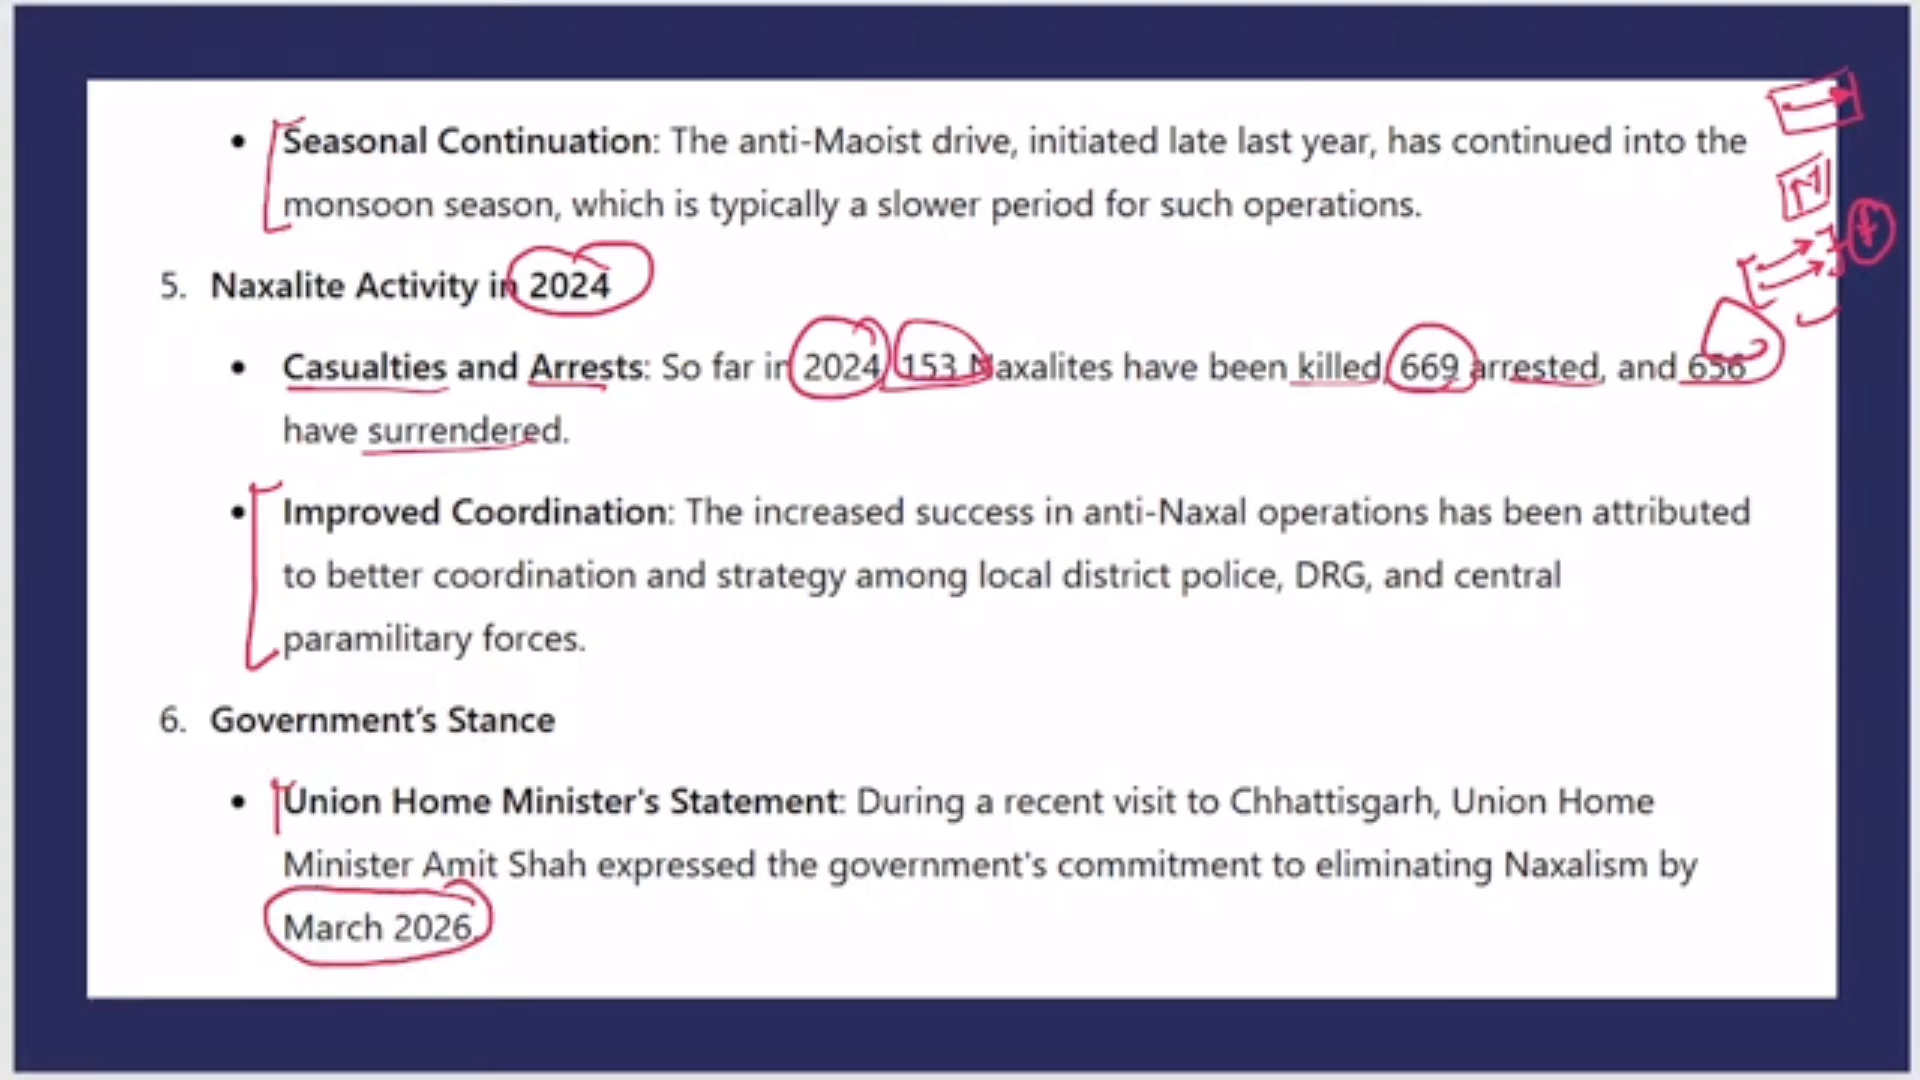 • Seasonal Continuation: The anti-Maoist drive, initiated late last year, has continued into the
monsoon season, which is typically a slower period for such operations.
5. Naxalite Activity in 2024
• Casualties and Arrests: So far in 2024, 153 Naxalites have been killed, 669 arrested, and 656
have surrendered.
• Improved Coordination: The increased success in anti-Naxal operations has been attributed
to better coordination and strategy among local district police, DRG, and central
paramilitary forces.
6. Government's Stance
• Union Home Minister's Statement: During a recent visit to Chhattisgarh, Union Home
Minister Amit Shah expressed the government's commitment to eliminating Naxalism by
March 2026.